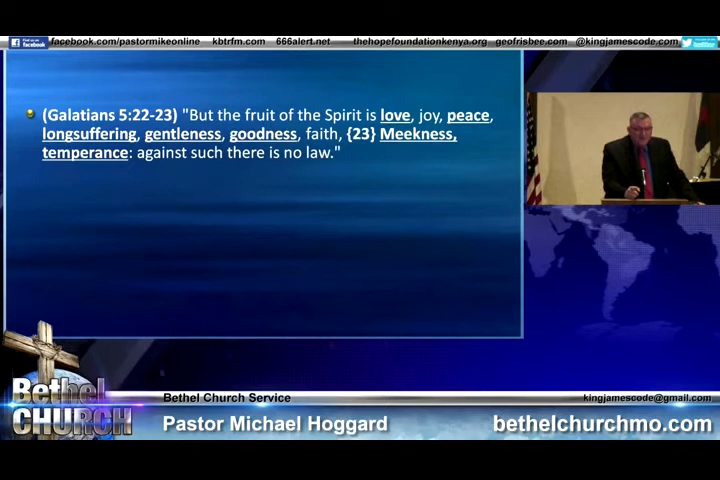 facebook.com/pastormikeonline kbtrfm.com 666alert.net thehopefoundationkenya.org geofrisbee.com @kingjamescode.com
(Galatians 5:22-23) "But the fruit of the Spirit is love, joy, peace,
longsuffering, gentleness, goodness, faith, {23} Meekness,
temperance: against such there is no law."
Bethel
CHURCH
Bethel Church Service
kingjamescode@gmail.com
Pastor Michael Hoggard
bethelchurchmo.com